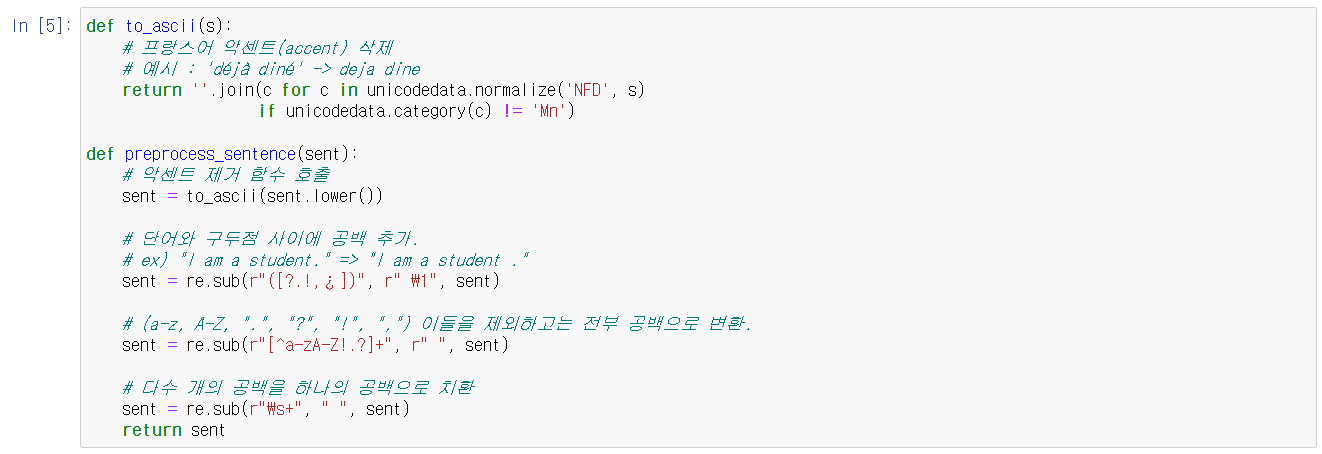 In [5]: def to_ascii(s):
# 프랑스어 악센트(accent) 삭제
# 예시 : 'déjà diné' -> deja dine
return ''.join(c for c in unicodedata.normalize('NFD', s)
if unicodedata.category(c) != 'Mn')
def preprocess_sentence(sent):
# 악센트 제거 함수 호출
sent = to_ascii(sent.lower())
# 단어와 구두점 사이에 공백 추가.
# ex) "I am a student." => "I am a student ."
sent = re.sub(r"([?.!,¿])", r" ₩1", sent)
# (a-z, A-Z, ".", "?", "!", ",") 이들을 제외하고는 전부 공백으로 변환.
sent = re.sub(r"[^a-zA-Z!.?]+", r" ", sent)
# 다수 개의 공백을 하나의 공백으로 치환
sent = re.sub(r"₩s+", " ", sent)
return sent